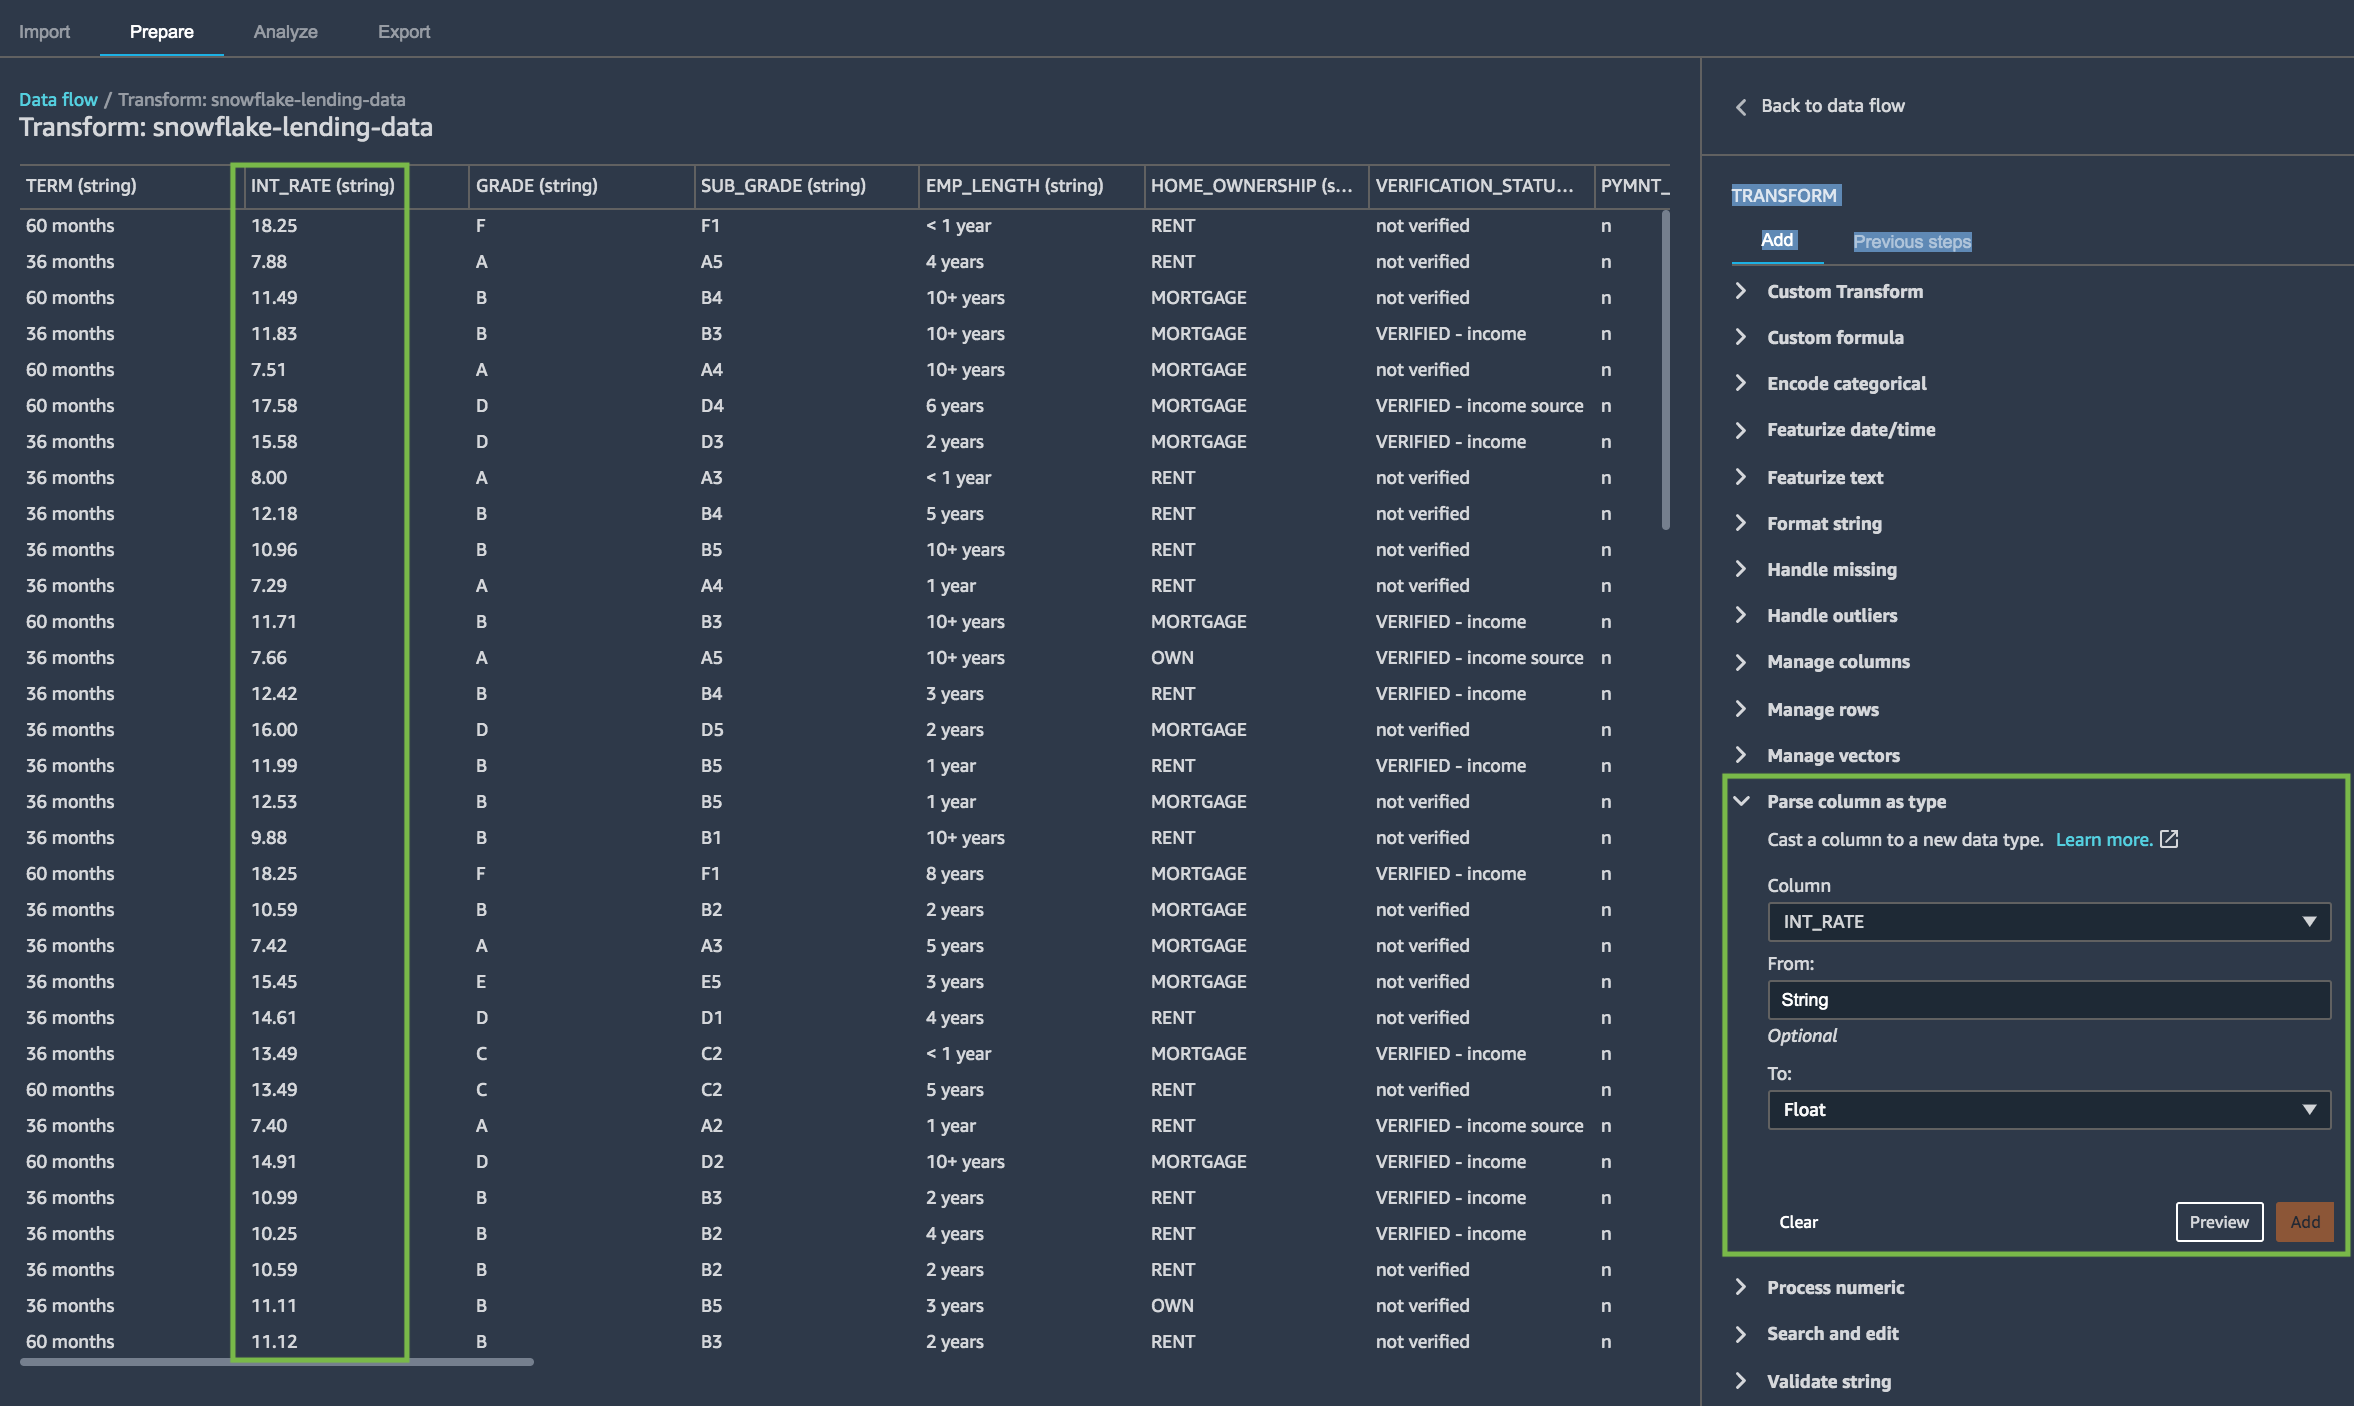 Import Prepare Analyze Export
Data flow / Transform: snowflake-lending-data
Transform: snowflake-lending-data
TERM (string) INT_RATE (string) GRADE (string) SUB_GRADE (string) EMP_LENGTH (string) HOME_OWNERSHIP (s... VERIFICATION_STATU... PYMNT_
60 months 18.25 F F1 < 1 year RENT not verified n
36 months 7.88 A A5 4 years RENT not verified n
60 months 11.49 B B4 10+ years MORTGAGE not verified n
36 months 11.83 B B3 10+ years MORTGAGE VERIFIED - income n
60 months 7.51 A A4 10+ years MORTGAGE not verified n
60 months 17.58 D D4 6 years MORTGAGE VERIFIED - income source n
36 months 15.58 D D3 2 years MORTGAGE VERIFIED - income n
36 months 8.00 A A3 < 1 year RENT not verified n
36 months 12.18 B B4 5 years RENT not verified n
36 months 10.96 B B5 10+ years RENT not verified n
36 months 7.29 A A4 1 year RENT not verified n
60 months 11.71 B B3 10+ years MORTGAGE VERIFIED - income n
36 months 7.66 A A5 10+ years OWN VERIFIED - income source n
36 months 12.42 B B4 3 years RENT VERIFIED - income n
36 months 16.00 D D5 2 years MORTGAGE not verified n
36 months 11.99 B B5 1 year RENT VERIFIED - income n
36 months 12.53 B B5 1 year MORTGAGE not verified n
36 months 9.88 B B1 10+ years RENT not verified n
60 months 18.25 F F1 8 years MORTGAGE VERIFIED - income n
36 months 10.59 B B2 2 years MORTGAGE not verified n
36 months 7.42 A A3 5 years MORTGAGE not verified n
36 months 15.45 E E5 3 years MORTGAGE not verified n
36 months 14.61 D D1 4 years RENT not verified n
36 months 13.49 C C2 < 1 year MORTGAGE VERIFIED - income n
60 months 13.49 C C2 5 years RENT not verified n
36 months 7.40 A A2 1 year RENT VERIFIED - income source n
60 months 14.91 D D2 10+ years MORTGAGE VERIFIED - income n
36 months 10.99 B B3 2 years RENT VERIFIED - income n
36 months 10.25 B B2 4 years RENT VERIFIED - income n
36 months 10.59 B B2 2 years RENT not verified n
36 months 11.11 B B5 3 years OWN not verified n
60 months 11.12 B B3 2 years RENT not verified n
Back to data flow
TRANSFORM
Add Previous steps
Custom Transform
Custom formula
Encode categorical
Featurize date/time
Featurize text
Format string
Handle missing
Handle outliers
Manage columns
Manage rows
Manage vectors
Parse column as type
Cast a column to a new data type. Learn more.
Column
INT_RATE
From:
String
Optional
To:
Float
Clear Preview Add
Process numeric
Search and edit
Validate string